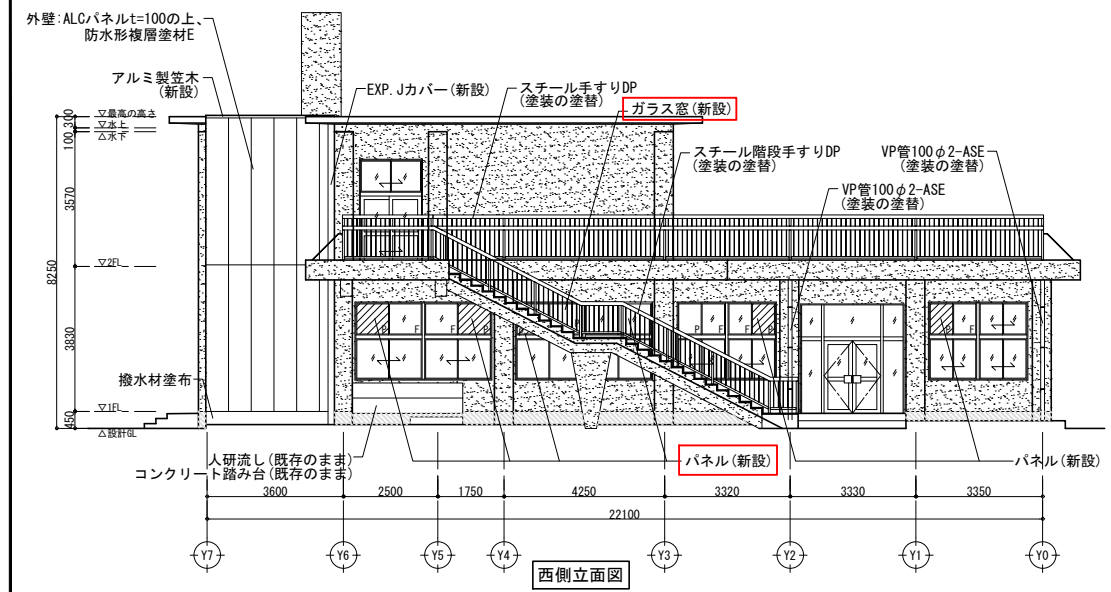 外壁:ALCパネルt=100の上、
防水形複層塗材E
アルミ製笠木
(新設)
EXP.Jカバー(新設)
スチール手すりDP
(塗装の塗替)
ガラス窓(新設)
スチール階段手すりDP
(塗装の塗替)
VP管100φ2-ASE
(塗装の塗替)
VP管100φ2-ASE
(塗装の塗替)
▽最高の高さ
▽水上
△水下
300
100
3570
8250
▽2FL
3830
P F F P
P
P F F P
P
撥水材塗布
▽1FL
450
△設計GL
人研流し(既存のまま)
コンクリート踏み台(既存のまま)
パネル(新設)
パネル(新設)
3600 2500 1750 4250 3320 3330 3350
22100
Y7 Y6 Y5 Y4 Y3 Y2 Y1 Y0
西側立面図